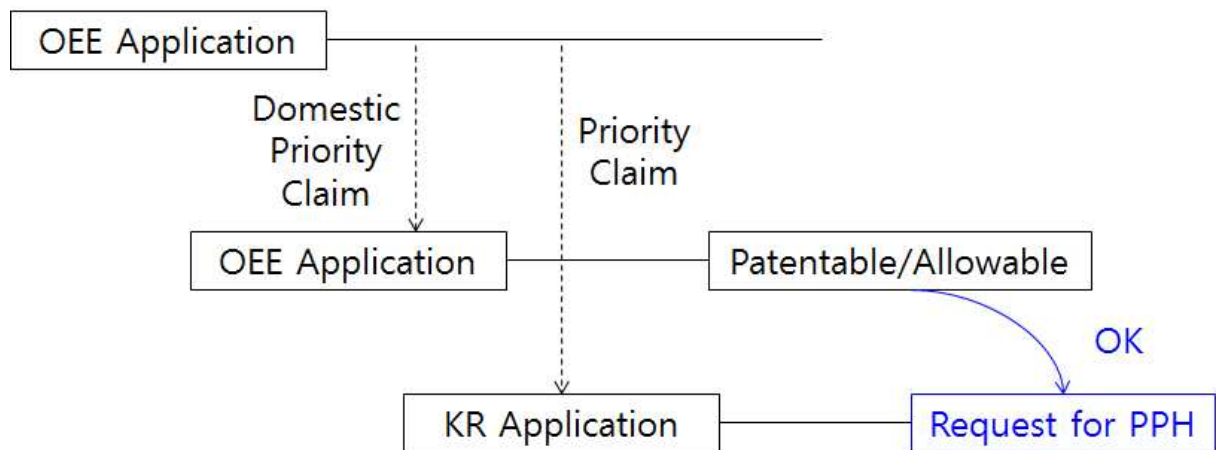 OEE Application
Domestic
Priority
Claim
Priority
Claim
OEE Application
Patentable/Allowable
OK
KR Application
Request for PPH